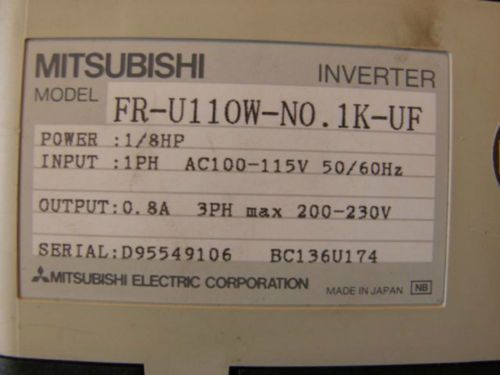 MITSUBISHI INVERTER
MODEL FR-U110W-N0.1K-UF
POWER :1/8HP
INPUT :1PH AC100-115V 50/60Hz
OUTPUT:0.8A 3PH max 200-230V
SERIAL:D95549106 BC136U174
MITSUBISHI ELECTRIC CORPORATION MADE IN JAPAN NB